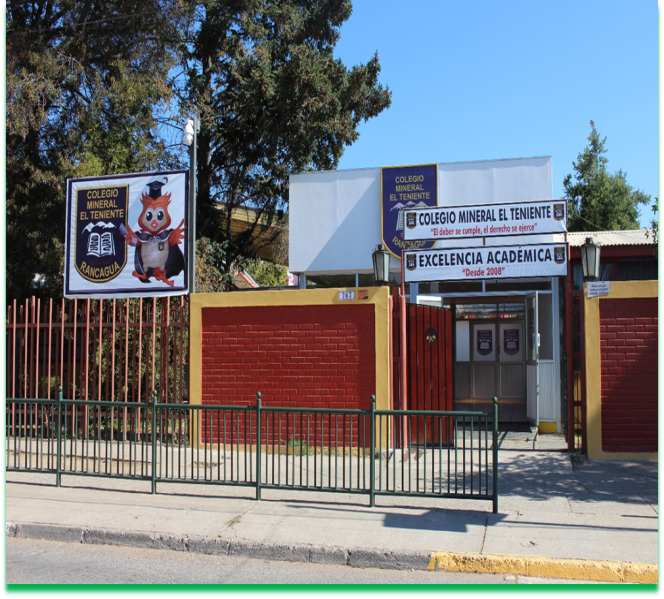 COLEGIO
MINERAL
EL TENIENTE
RANCAGUA
COLEGIO
MINERAL
EL TENIENTE
COLEGIO MINERAL EL TENIENTE
"El deber se cumple, el derecho se ejerce"
EXCELENCIA ACADÉMICA
"Desde 2008"